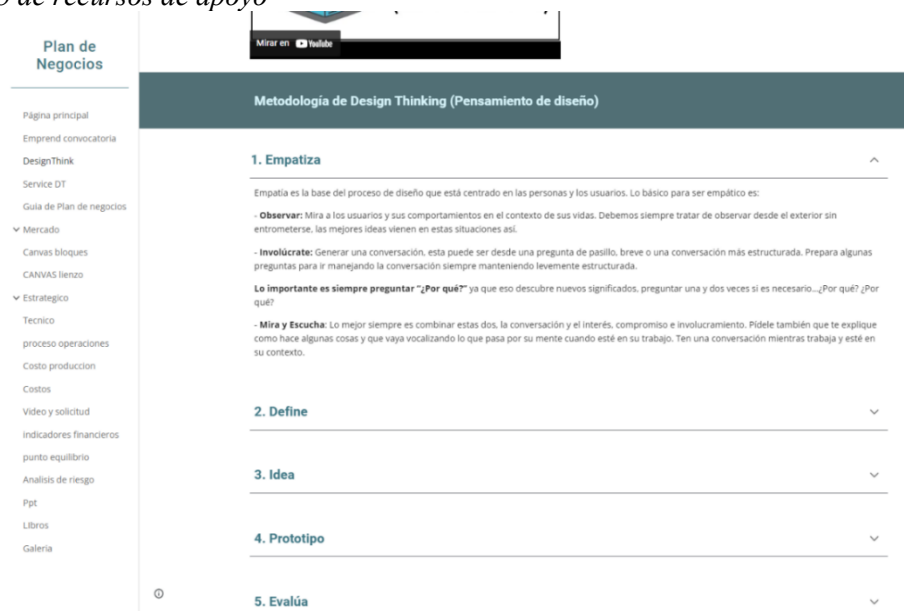 o de recursos de apoyo
Mirar en YouTube
Plan de
Negocios
Página principal
Emprend convocatoria
DesignThink
Service DT
Guia de Plan de negocios
Mercado
Canvas bloques
CANVAS lienzo
Estrategico
Tecnico
proceso operaciones
Costo produccion
Costos
Video y solicitud
indicadores financieros
punto equilibrio
Analisis de riesgo
Ppt
Libros
Galeria
Metodología de Design Thinking (Pensamiento de diseño)
1. Empatiza
Empatía es la base del proceso de diseño que está centrado en las personas y los usuarios. Lo básico para ser empático es:
- Observar: Mira a los usuarios y sus comportamientos en el contexto de sus vidas. Debemos siempre tratar de observar desde el exterior sin
entrometerse, las mejores ideas vienen en estas situaciones así.
- Involúcrate: Generar una conversación, esta puede ser desde una pregunta de pasillo, breve o una conversación más estructurada. Prepara algunas
preguntas para ir manejando la conversación siempre manteniendo levemente estructurada.
Lo importante es siempre preguntar "¿Por qué?" ya que eso descubre nuevos significados, preguntar una y dos veces si es necesario...¿Por qué? ¿Por
qué?
- Mira y Escucha: Lo mejor siempre es combinar estas dos, la conversación y el interés, compromiso e involucramiento. Pídele también que te explique
como hace algunas cosas y que vaya vocalizando lo que pasa por su mente cuando esté en su trabajo. Ten una conversación mientras trabaja y esté en
su contexto.
2. Define
3. Idea
4. Prototipo
5. Evalúa